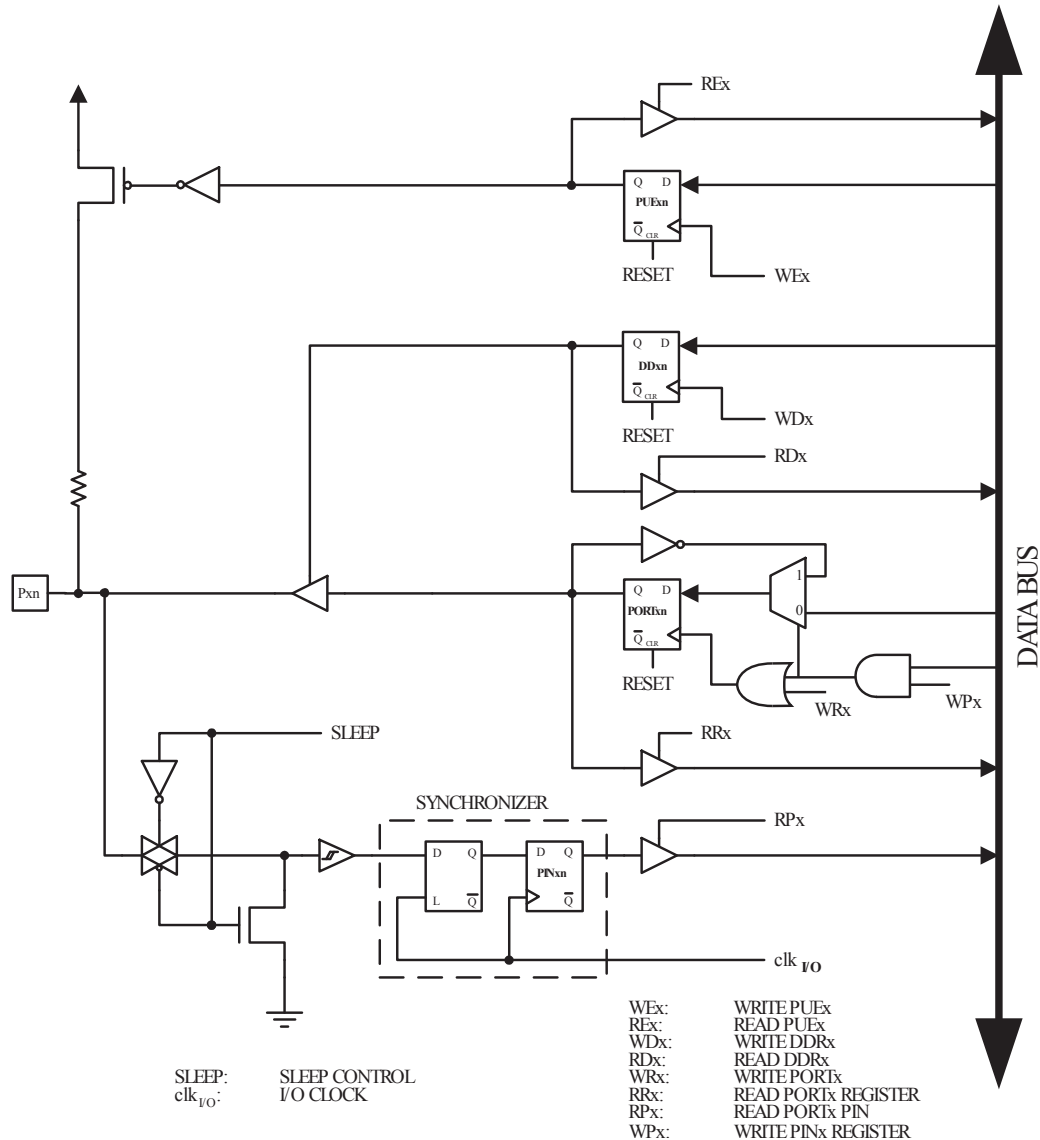 REx
Q D
PUExn
Q CLR
RESET
WEx
Q D
DDxn
Q CLR
WDx
RESET
RDx
DATA BUS
1
Pxn
Q D
PORTxn
0
Q CLR
RESET
WRx
WPx
SLEEP
RRx
SYNCHRONIZER
RPx
D Q
D Q
PINxn
L Q
Q
clk I/O
WEx: WRITE PUEx
REx: READ PUEx
WDx: WRITE DDRx
RDx: READ DDRx
WRx: WRITE PORTx
RRx: READ PORTx REGISTER
RPx: READ PORTx PIN
WPx: WRITE PINx REGISTER
SLEEP: SLEEP CONTROL
clk I/O: I/O CLOCK